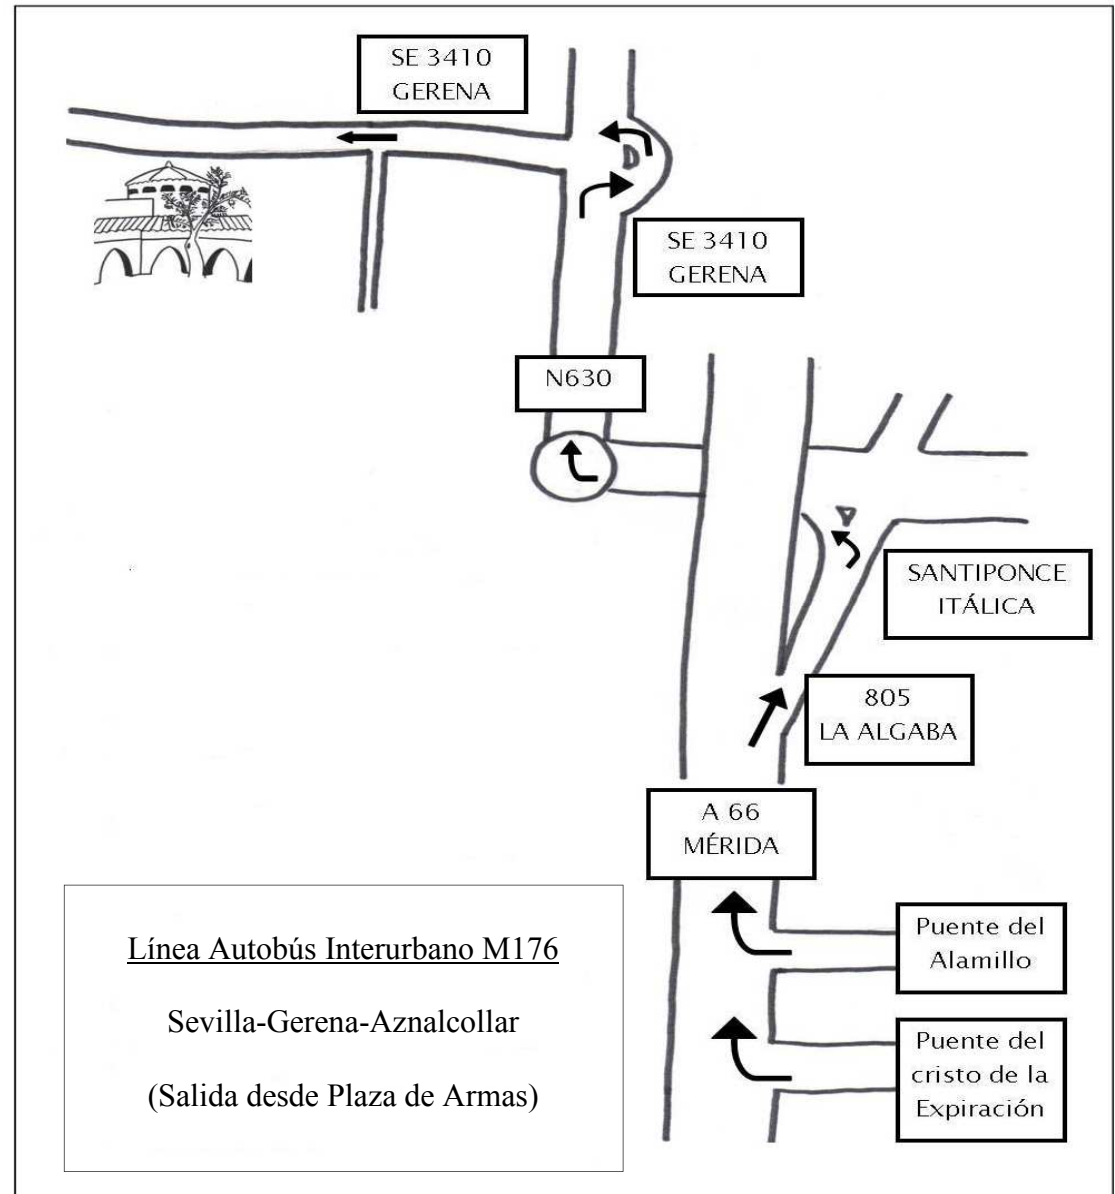 SE 3410
GERENA
SE 3410
GERENA
N630
SANTIPONCE
ITÁLICA
805
LA ALGABA
A 66
MÉRIDA
Puente del
Alamillo
Puente del
cristo de la
Expiración
Línea Autobús Interurbano M176
Sevilla-Gerena-Aznalcollar
(Salida desde Plaza de Armas)